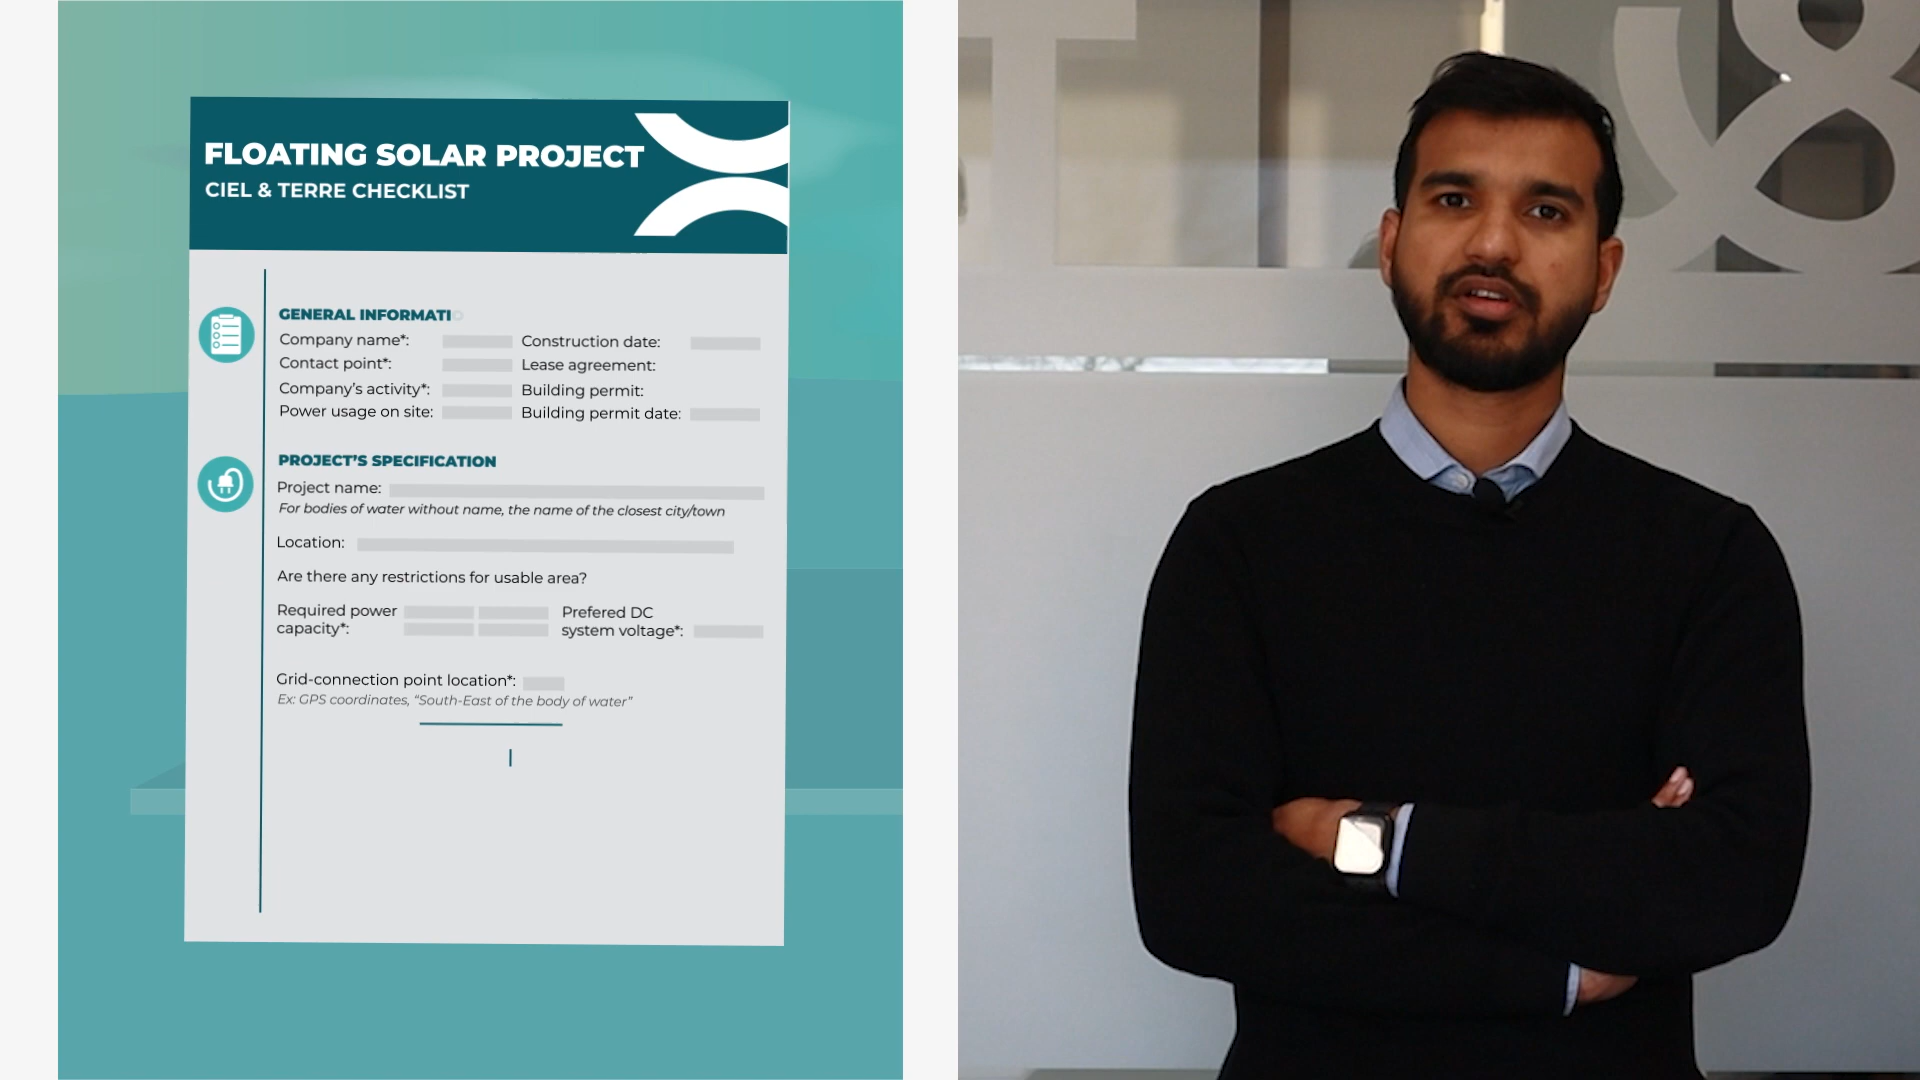 FLOATING SOLAR PROJECT
CIEL & TERRE CHECKLIST
GENERAL INFORMATIO
Company name*:
Construction date:
Contact point*:
Lease agreement:
Company's activity*:
Building permit:
Power usage on site:
Building permit date:
PROJECT'S SPECIFICATION
Project name:
For bodies of water without name, the name of the closest city/town
Location:
Are there any restrictions for usable area?
Required power
capacity*:
Prefered DC
system voltage*:
Grid-connection point location*:
Ex: GPS coordinates, “South-East of the body of water”
T &